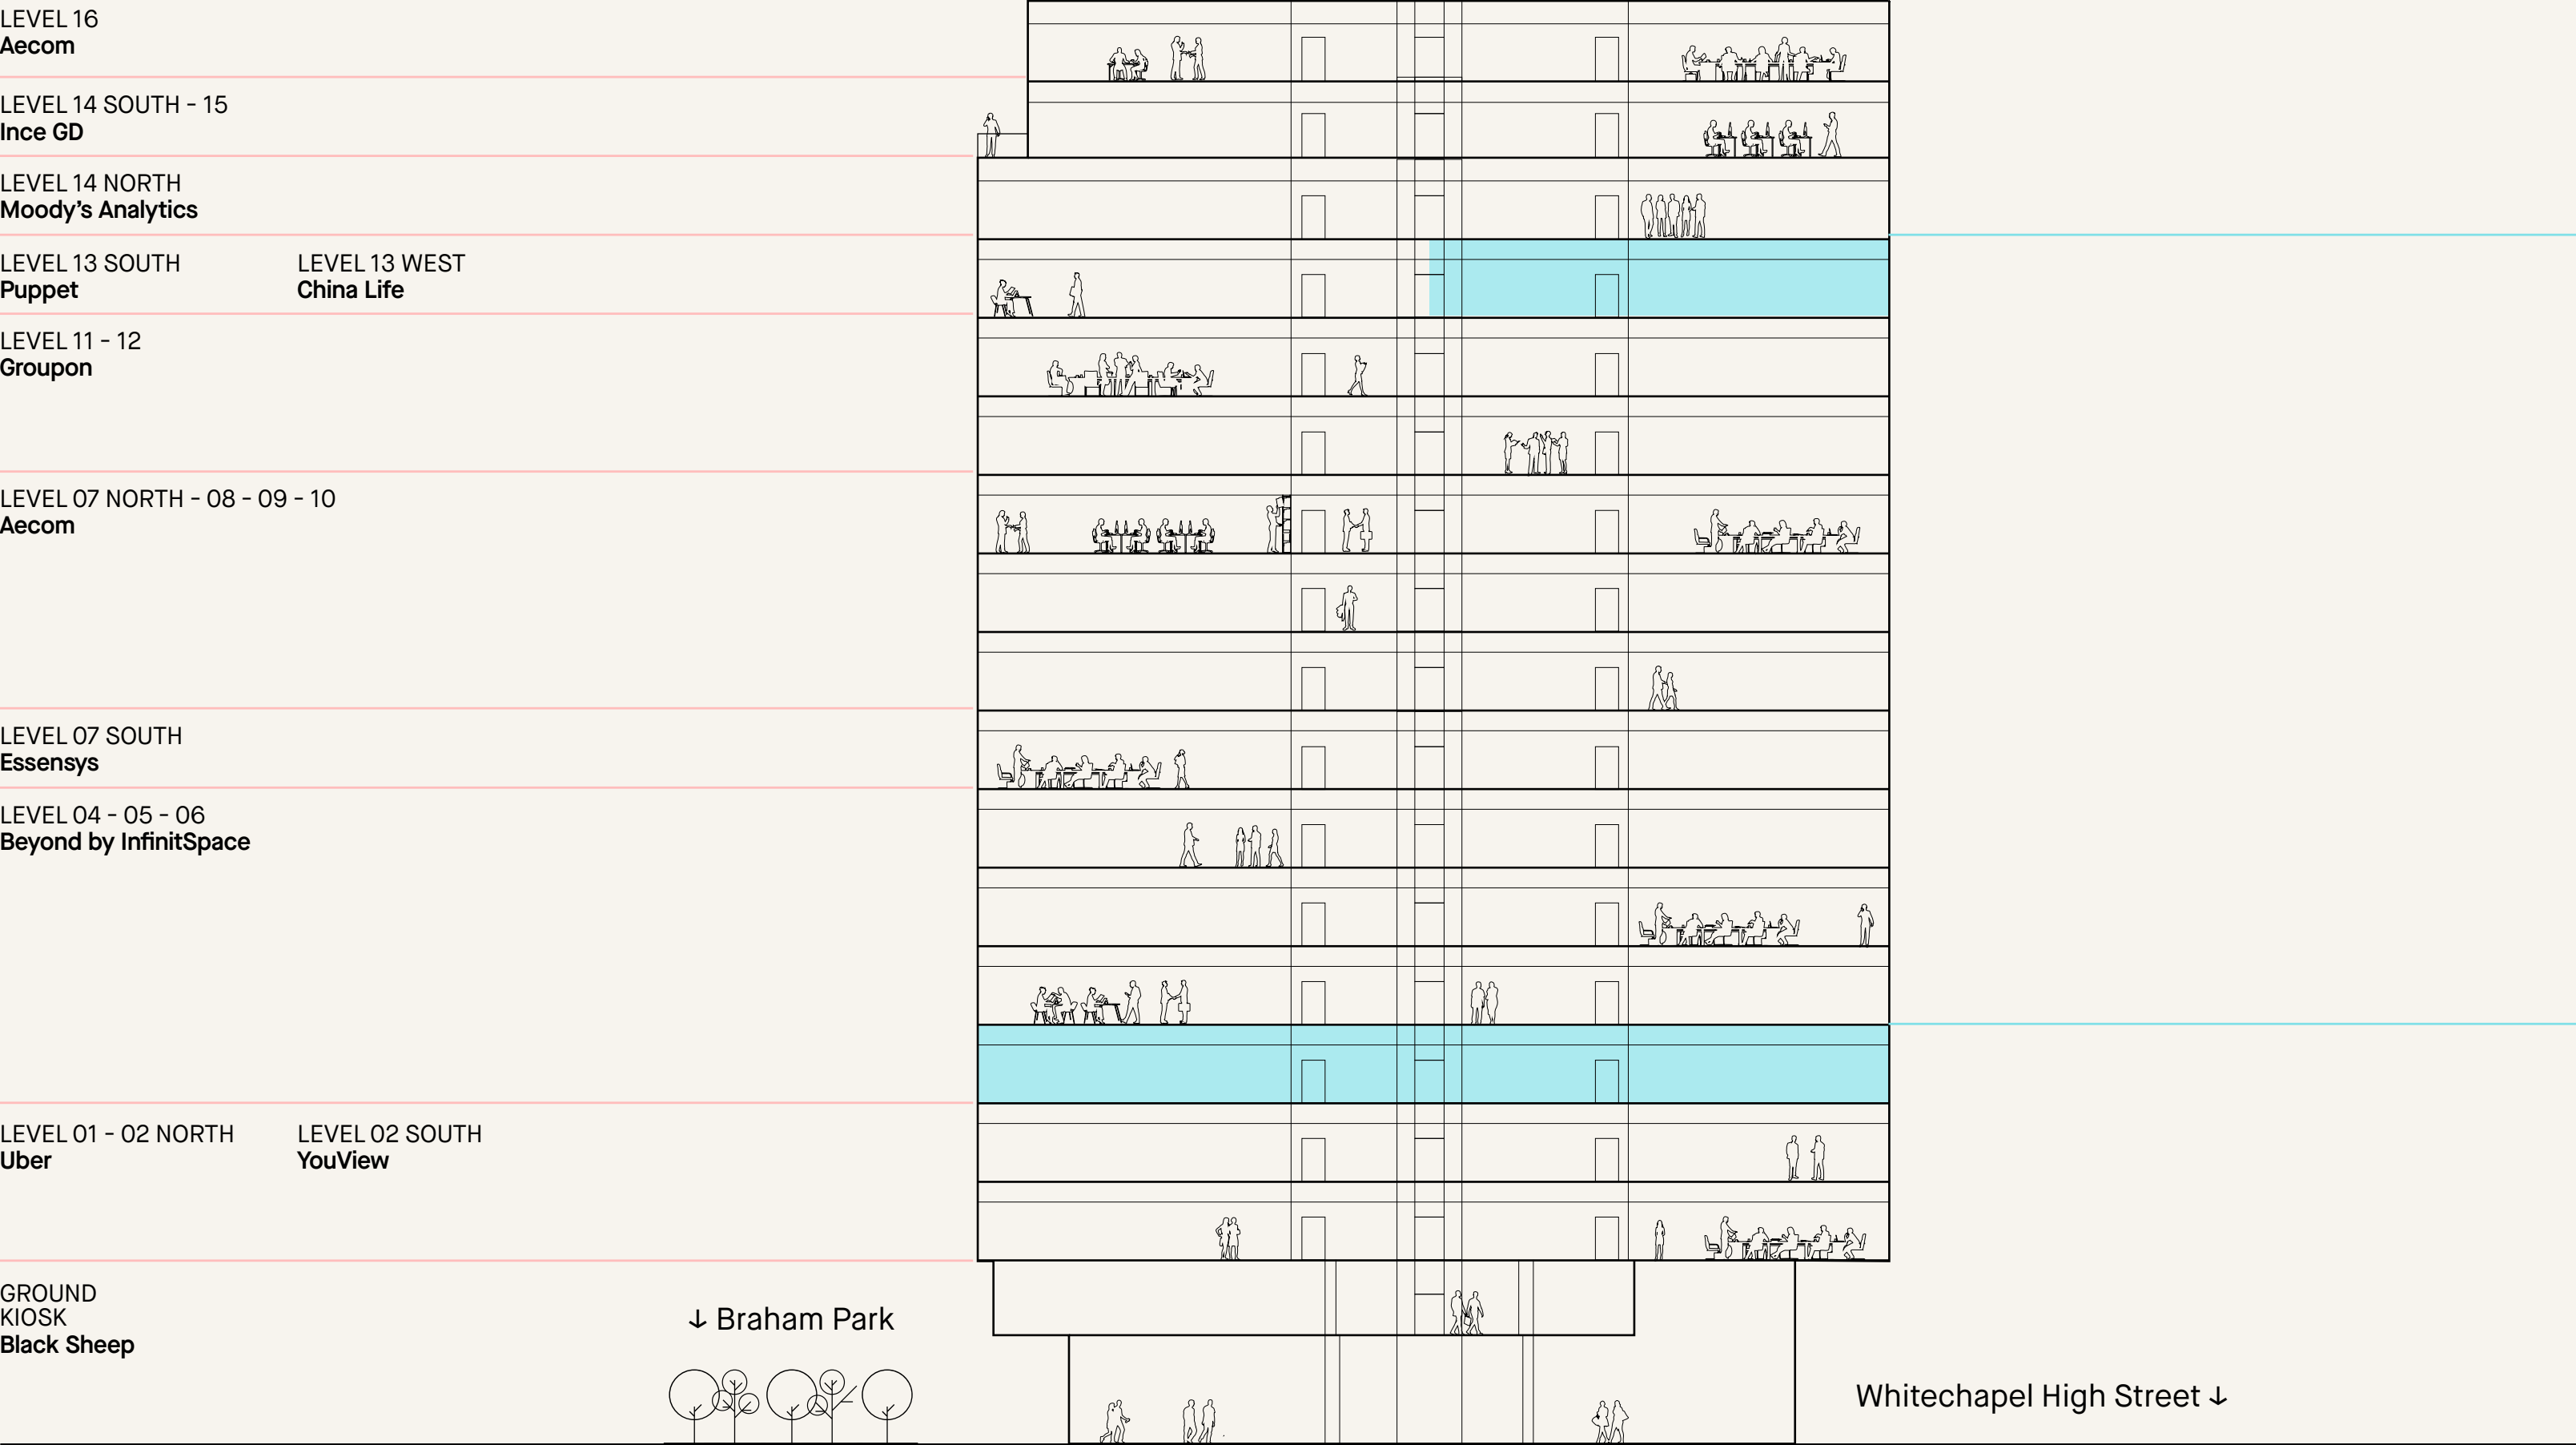 LEVEL 16
Aecom
LEVEL 14 SOUTH - 15
Ince GD
LEVEL 14 NORTH
Moody's Analytics
LEVEL 13 SOUTH
Puppet
LEVEL 13 WEST
China Life
LEVEL 11 - 12
Groupon
LEVEL 07 NORTH - 08 - 09 - 10
Aecom
LEVEL 07 SOUTH
Essensys
LEVEL 04 - 05 - 06
Beyond by InfinitSpace
LEVEL 01 - 02 NORTH
Uber
LEVEL 02 SOUTH
YouView
GROUND
KIOSK
Black Sheep
↓ Braham Park
Whitechapel High Street ↓